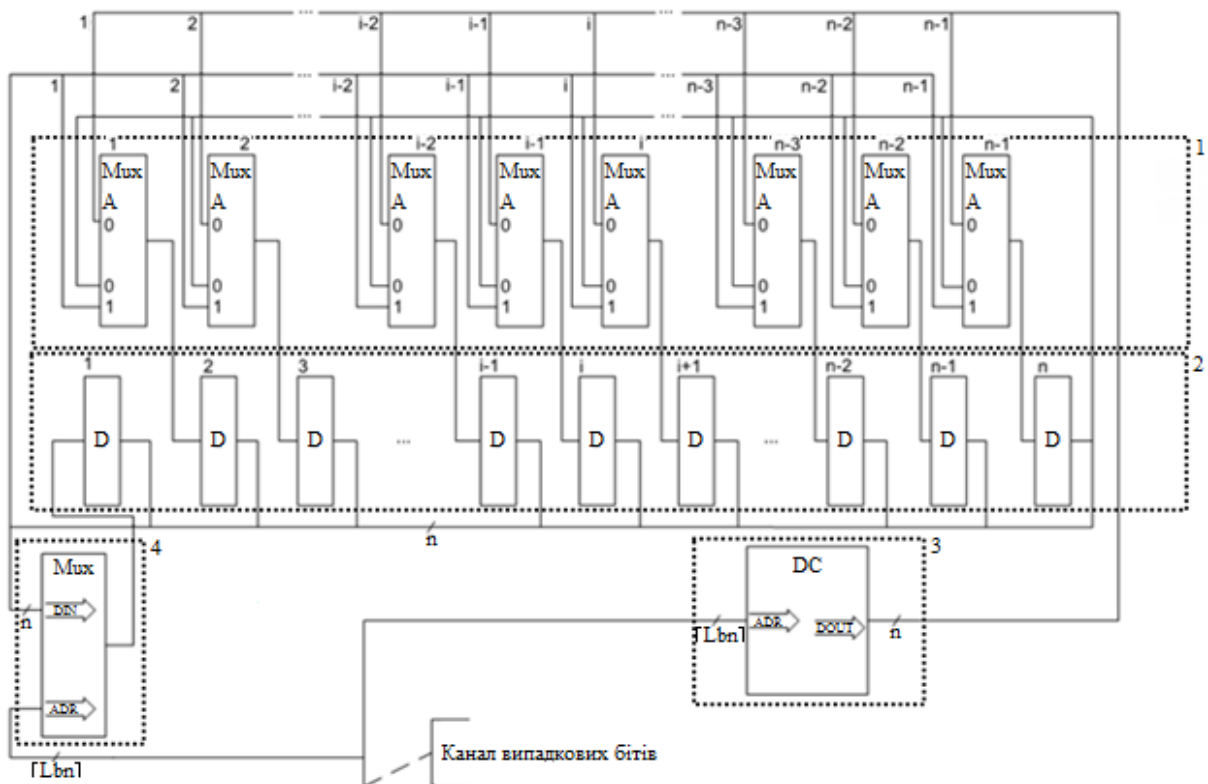 1 2 ... i-2 i-1 i ... n-3 n-2 n-1
1 2 ... i-2 i-1 i ... n-3 n-2 n-1
... ...
1 2 i-2 i-1 i n-3 n-2 n-1 1
Mux Mux Mux Mux Mux Mux Mux Mux
A A A A A A A A
0 0 0 0 0 0 0 0
0 0 0 0 0 0 0 0
1 1 1 1 1 1 1 1
1 2 3 i-1 i i+1 n-2 n-1 n 2
D D D ... D D D ... D D D
n
4 3
Mux DC
DIN
n
ADR DOUT
⌈Lbn⌉ n
ADR
Канал випадкових бітів
⌈Lbn⌉